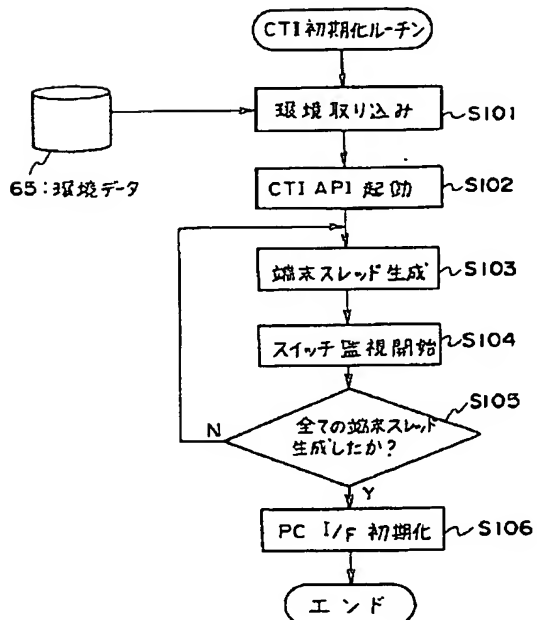 CTI初期化ルーチン
環境取り込み
S101
65:環境データ
CTI API 起動
S102
端末スレッド生成
S103
スイッチ監視開始
S104
S105
全ての端末スレッド
生成したか?
N
Y
PC I/F 初期化
S106
エンド